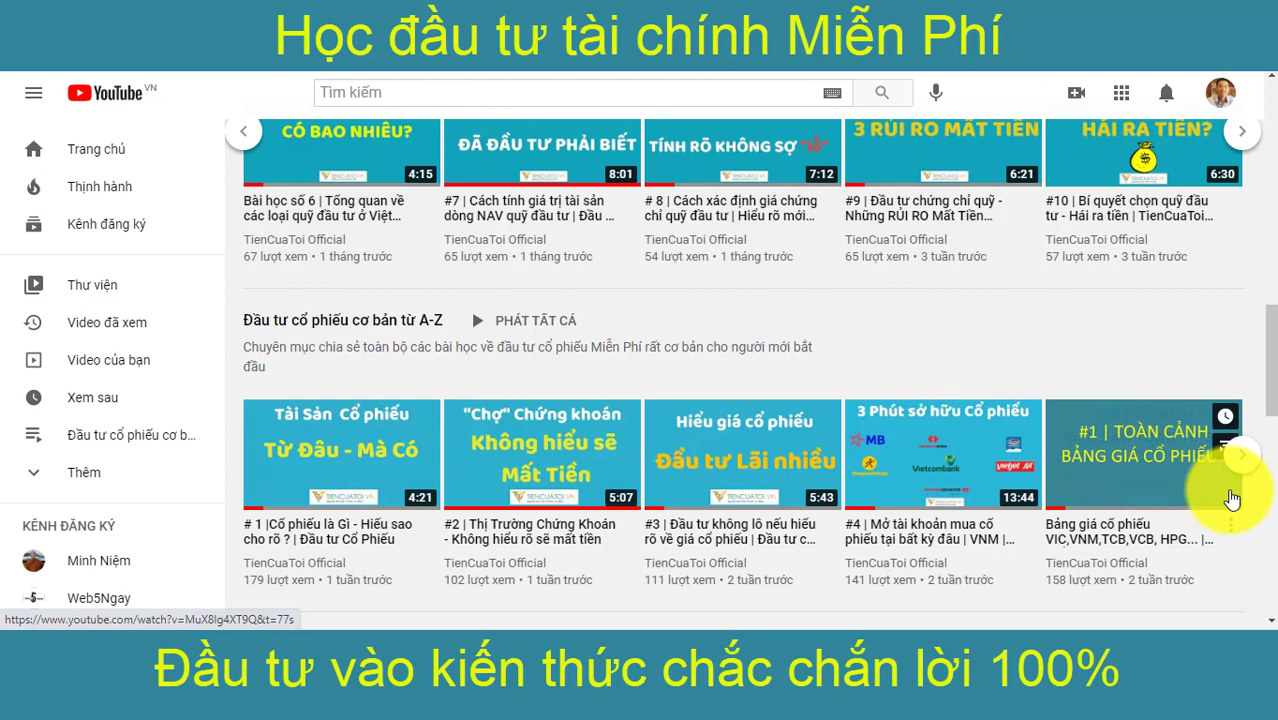 Học đầu tư tài chính Miễn Phí
YouTube VN
Tìm kiếm
Trang chủ
Thịnh hành
Kênh đăng ký
Thư viện
Video đã xem
Video của bạn
Xem sau
Đầu tư cổ phiếu cơ b...
Thêm
KÊNH ĐĂNG KÝ
Minh Niệm
Web5Ngay
CÓ BAO NHIÊU?
4:15
Bài học số 6 | Tổng quan về
các loại quỹ đầu tư ở Việt...
TienCuaToi Official
67 lượt xem • 1 tháng trước
ĐÃ ĐẦU TƯ PHẢI BIẾT
8:01
#7 | Cách tính giá trị tài sản
dòng NAV quỹ đầu tư | Đầu ...
TienCuaToi Official
65 lượt xem • 1 tháng trước
TÍNH RÕ KHÔNG SỢ "lỗ"
7:12
# 8 | Cách xác định giá chứng
chỉ quỹ đầu tư | Hiểu rõ mới...
TienCuaToi Official
54 lượt xem • 1 tháng trước
3 RỦI RO MẤT TIỀN
6:21
#9 | Đầu tư chứng chỉ quỹ -
Những RỦI RO Mất Tiền...
TienCuaToi Official
65 lượt xem • 3 tuần trước
HÁI RA TIỀN?
6:30
#10 | Bí quyết chọn quỹ đầu
tư - Hái ra tiền | TienCuaToi...
TienCuaToi Official
57 lượt xem • 3 tuần trước
Đầu tư cổ phiếu cơ bản từ A-Z
PHÁT TẤT CẢ
Chuyên mục chia sẻ toàn bộ các bài học về đầu tư cổ phiếu Miễn Phí rất cơ bản cho người mới bắt
đầu
Tài Sản Cổ phiếu
Từ Đâu - Mà Có
TIENCUATOI.VN
4:21
# 1 |Cổ phiếu là Gì - Hiểu sao
cho rõ ? | Đầu tư Cổ Phiếu
TienCuaToi Official
179 lượt xem • 1 tuần trước
"Chợ" Chứng khoán
Không hiểu sẽ
Mất Tiền
TIENCUATOI.VN
5:07
#2 | Thị Trường Chứng Khoán
- Không hiểu rõ sẽ mất tiền
TienCuaToi Official
102 lượt xem • 1 tuần trước
Hiểu giá cổ phiếu
Đầu tư Lãi nhiều
TIENCUATOI.VN
5:43
#3 | Đầu tư không lô nếu hiểu
rõ về giá cổ phiếu | Đầu tư c...
TienCuaToi Official
111 lượt xem • 2 tuần trước
3 Phút sở hữu Cổ phiếu
MB
Vietcombank
vietjet Air
13:44
#4 | Mở tài khoản mua cổ
phiếu tại bất kỳ đâu | VNM |...
TienCuaToi Official
141 lượt xem • 2 tuần trước
#1 | TOÀN CẢNH
BẢNG GIÁ CỔ PHIẾU
Bảng giá cổ phiếu
VIC,VNM,TCB,VCB, HPG... |...
TienCuaToi Official
158 lượt xem • 2 tuần trước
https://www.youtube.com/watch?v=MuX8lg4XT9Q&t=77s
Đầu tư vào kiến thức chắc chắn lời 100%